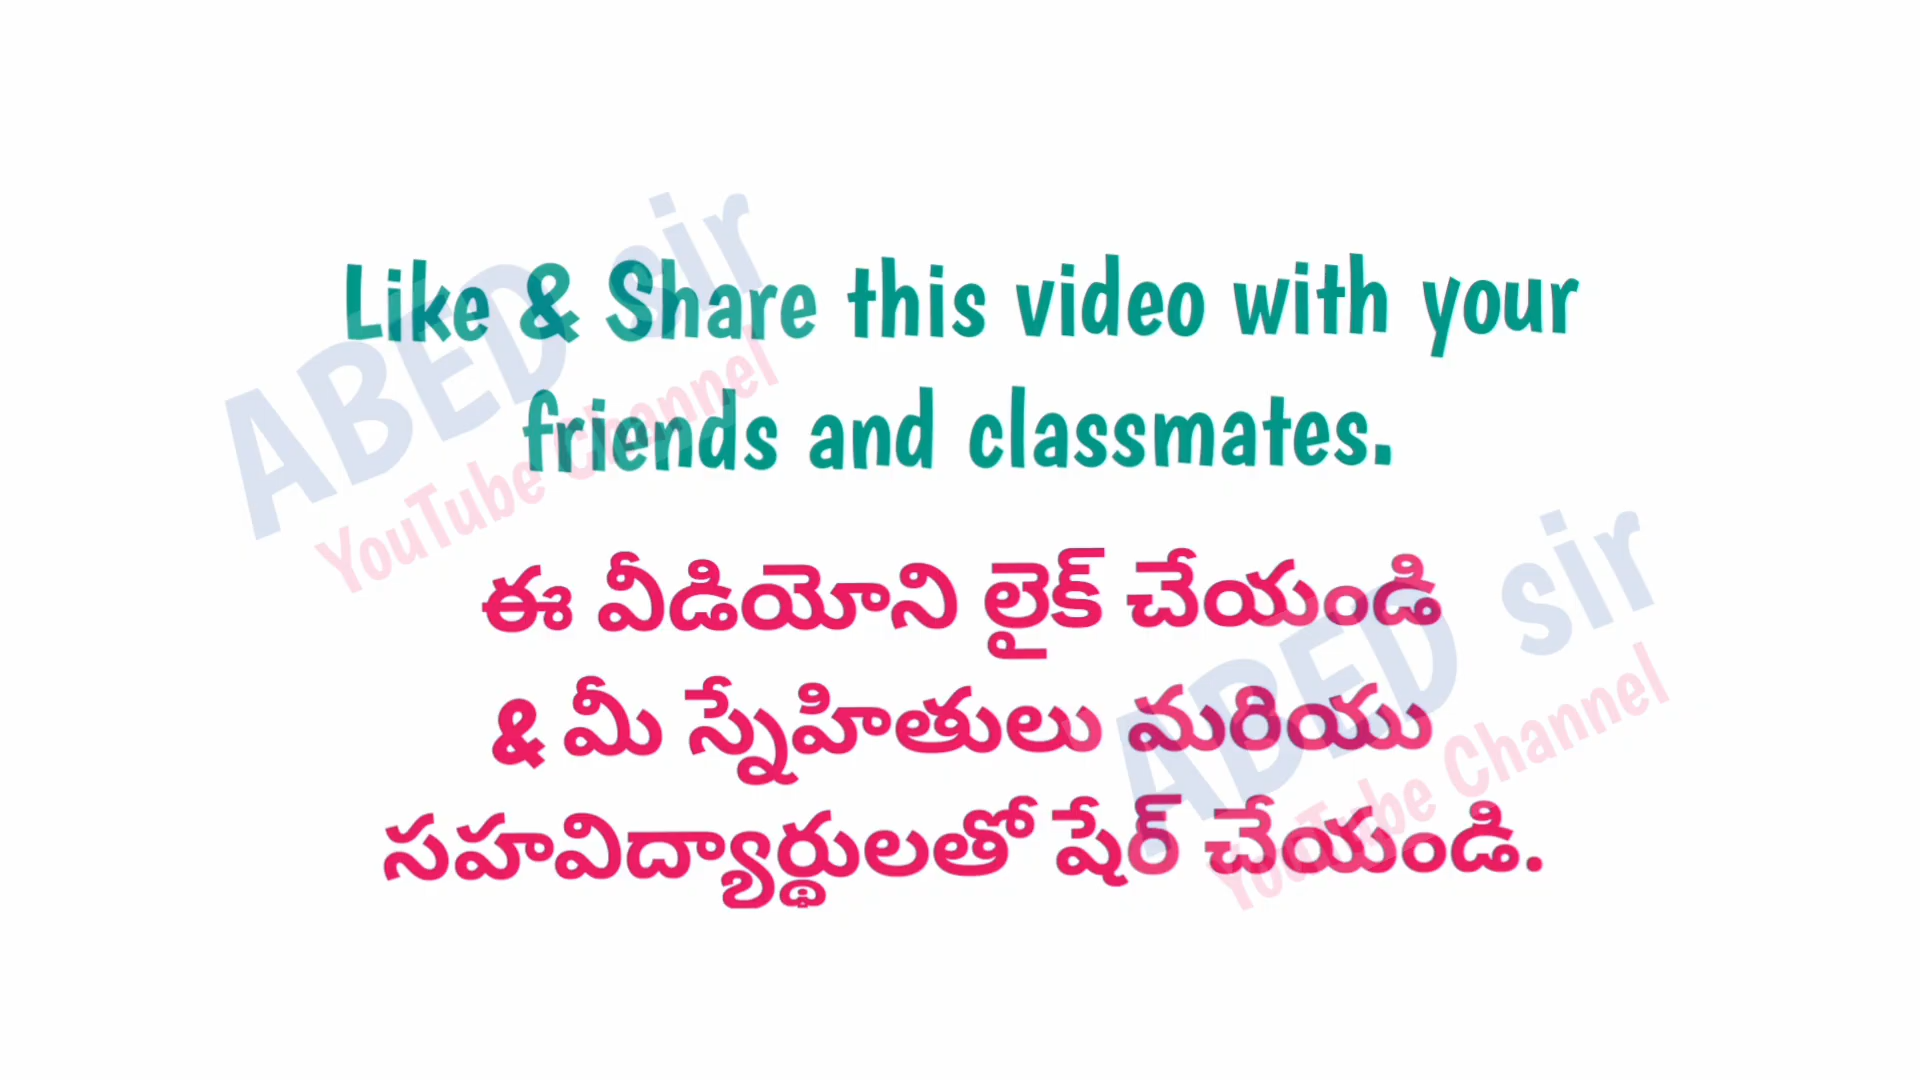 Like & Share this video with your
friends and classmates.
ఈ వీడియోని లైక్ చేయండి
& మీ స్నేహితులు మరియు
సహవిద్యార్థులతో షేర్ చేయండి.
ABED sir
YouTube Channel
ABED sir
YouTube Channel